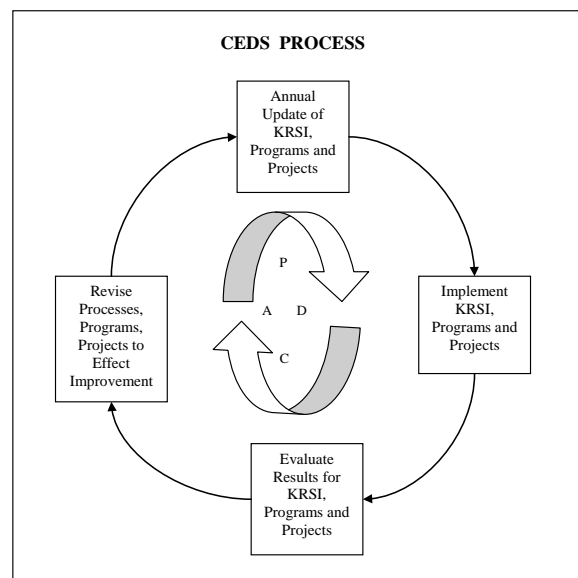 CEDS PROCESS
Annual
Update of
KRSI,
Programs and
Projects
P
A D
C
Revise
Processes,
Programs,
Projects to
Effect
Improvement
Implement
KRSI,
Programs and
Projects
Evaluate
Results for
KRSI,
Programs and
Projects